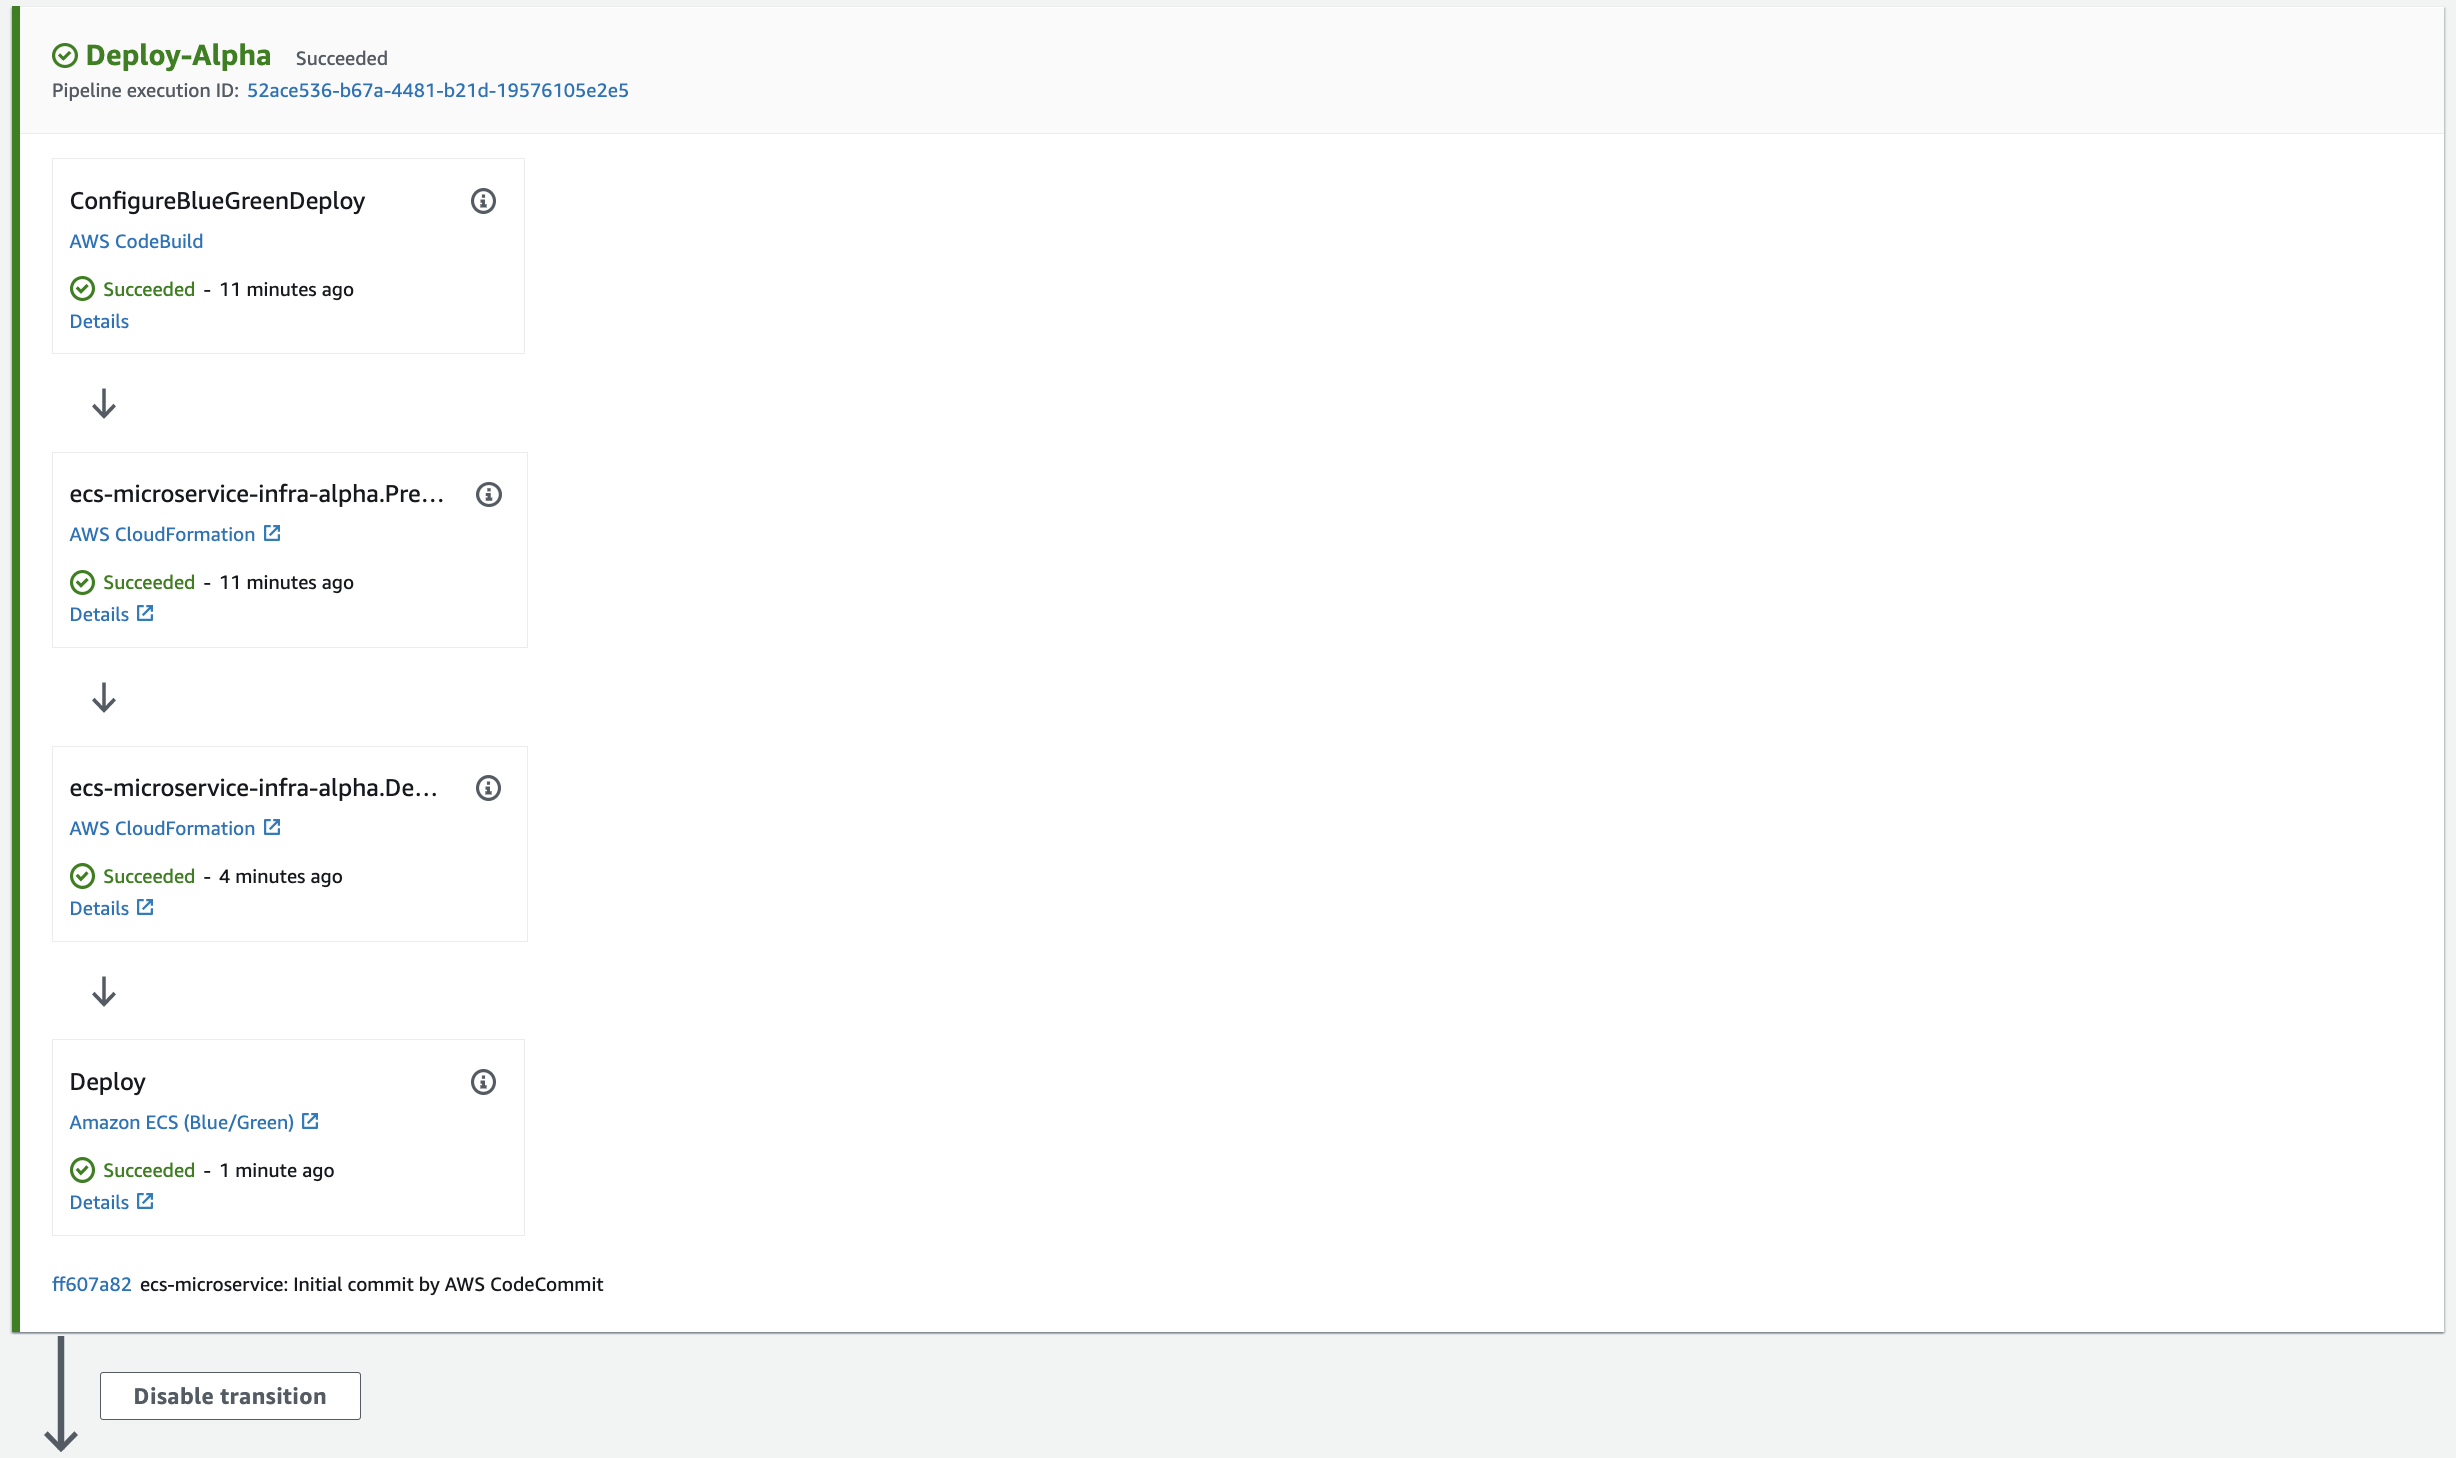 Deploy-Alpha Succeeded
Pipeline execution ID: 52ace536-b67a-4481-b21d-19576105e2e5
ConfigureBlueGreenDeploy
AWS CodeBuild
Succeeded - 11 minutes ago
Details
ecs-microservice-infra-alpha.Pre...
AWS CloudFormation
Succeeded - 11 minutes ago
Details
ecs-microservice-infra-alpha.De...
AWS CloudFormation
Succeeded - 4 minutes ago
Details
Deploy
Amazon ECS (Blue/Green)
Succeeded - 1 minute ago
Details
ff607a82 ecs-microservice: Initial commit by AWS CodeCommit
Disable transition